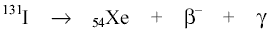 ¹³¹I → ₅₄Xe + β⁻ + γ